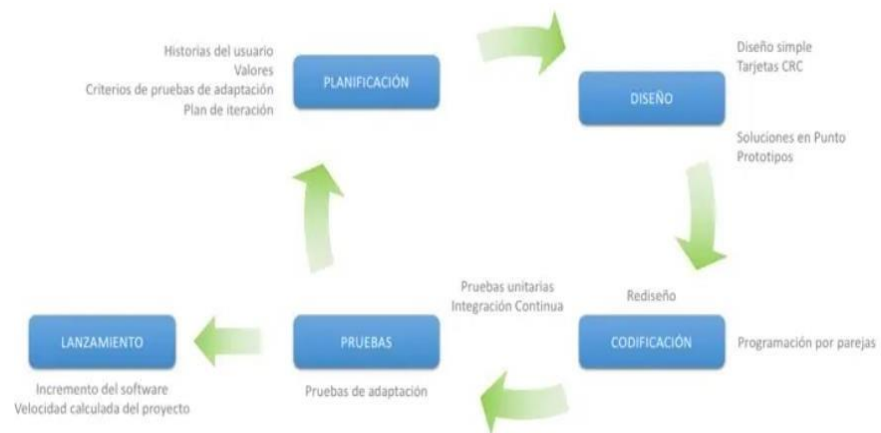 Historias del usuario
Valores
Criterios de pruebas de adaptación
Plan de iteración
PLANIFICACIÓN
Diseño simple
Tarjetas CRC
DISEÑO
Soluciones en Punto
Prototipos
Rediseño
CODIFICACIÓN
Programación por parejas
Pruebas unitarias
Integración Continua
PRUEBAS
Pruebas de adaptación
LANZAMIENTO
Incremento del software
Velocidad calculada del proyecto